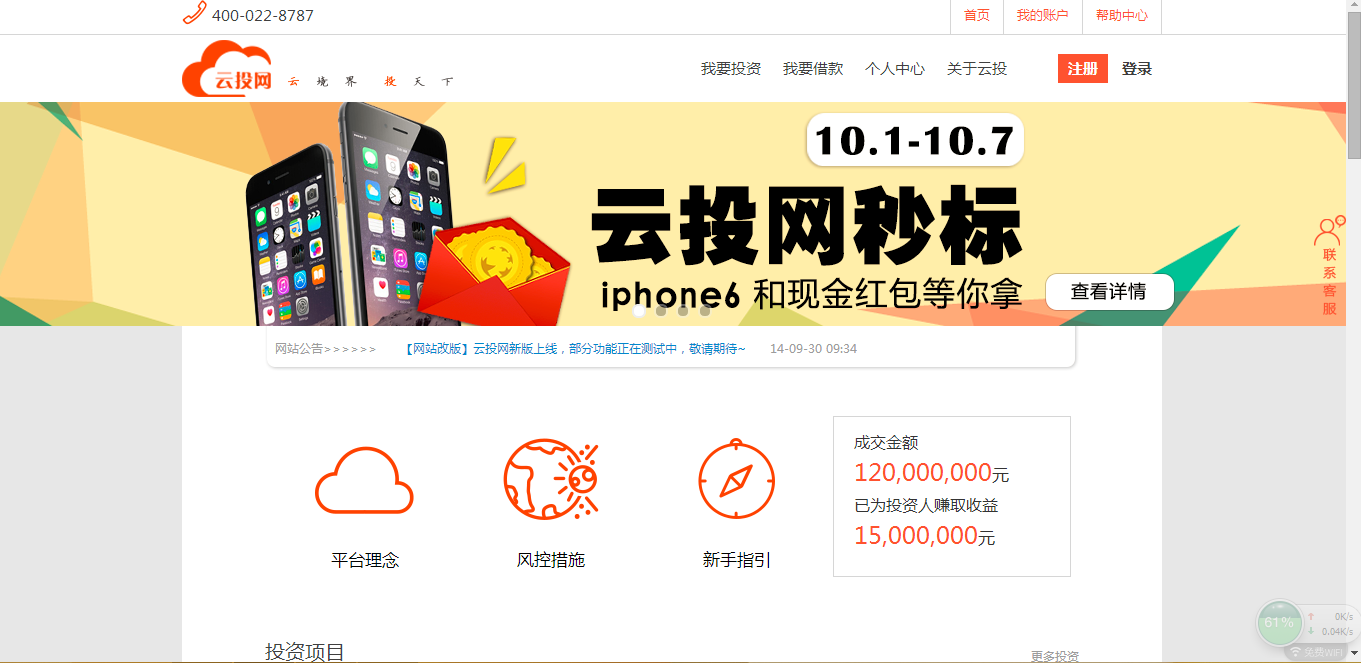 400-022-8787
首页 我的账户 帮助中心
云投网 云境界 投天下
我要投资 我要借款 个人中心 关于云投 注册 登录
10.1-10.7
云投网秒标
iphone6 和现金红包等你拿
查看详情
联系客服
网站公告>>>>>> 【网站改版】云投网新版上线，部分功能正在测试中，敬请期待~ 14-09-30 09:34
成交金额
120,000,000元
已为投资人赚取收益
15,000,000元
平台理念 风控措施 新手指引
61%
0K/s
0.04K/s
免费WiFi
投资项目 更多投资